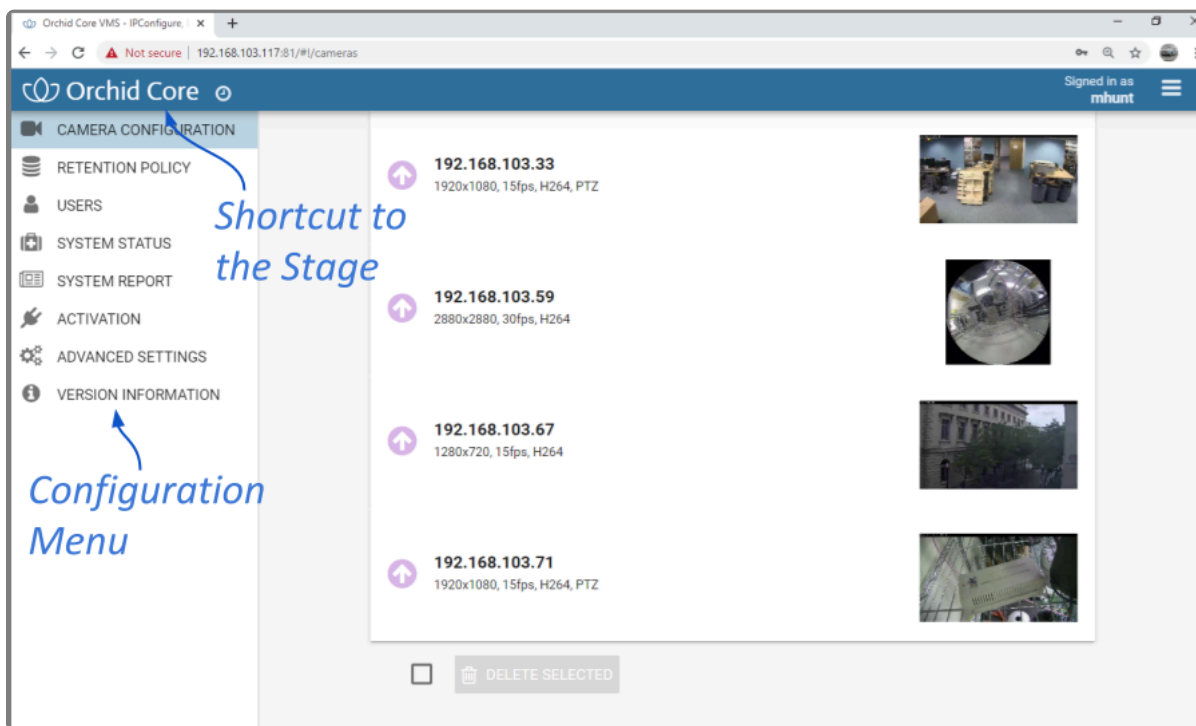 Orchid Core VMS - IPConfigure,
Not secure | 192.168.103.117:81/#!/cameras
Orchid Core
Signed in as
mhunt
CAMERA CONFIGURATION
RETENTION POLICY
USERS
SYSTEM STATUS
SYSTEM REPORT
ACTIVATION
ADVANCED SETTINGS
VERSION INFORMATION
Shortcut to
the Stage
Configuration
Menu
192.168.103.33
1920x1080, 15fps, H264, PTZ
192.168.103.59
2880x2880, 30fps, H264
192.168.103.67
1280x720, 15fps, H264
192.168.103.71
1920x1080, 15fps, H264, PTZ
DELETE SELECTED